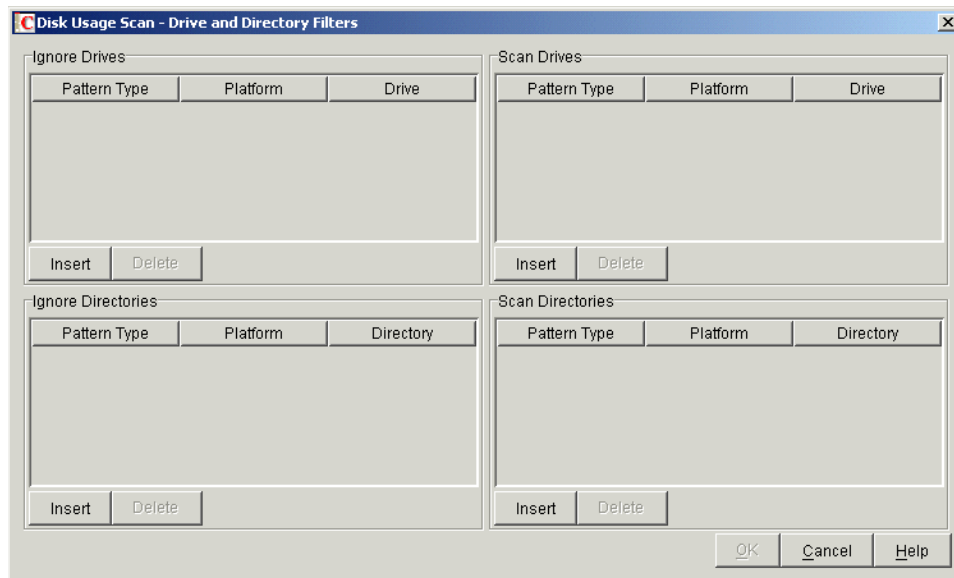 Disk Usage Scan - Drive and Directory Filters
Ignore Drives
Pattern Type Platform Drive
Insert Delete
Scan Drives
Pattern Type Platform Drive
Insert Delete
Ignore Directories
Pattern Type Platform Directory
Insert Delete
Scan Directories
Pattern Type Platform Directory
Insert Delete
OK Cancel Help